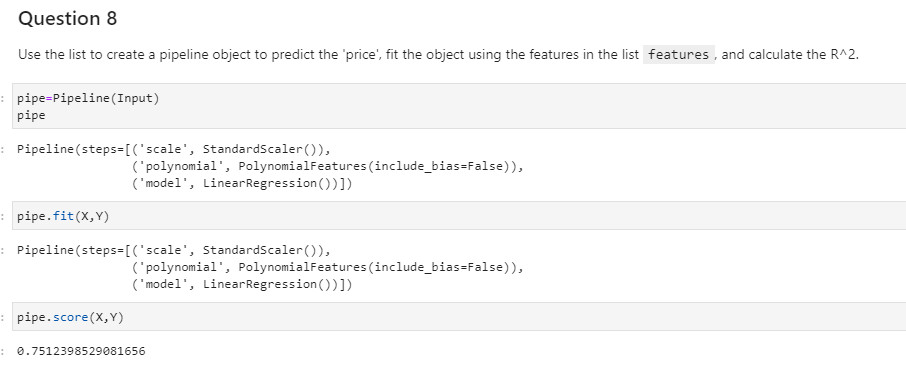 Question 8
Use the list to create a pipeline object to predict the 'price', fit the object using the features in the list features , and calculate the R^2.
: pipe=Pipeline(Input)
pipe
: Pipeline(steps=[('scale', StandardScaler()),
('polynomial', PolynomialFeatures(include_bias=False)),
('model', LinearRegression())])
: pipe.fit(X,Y)
: Pipeline(steps=[('scale', StandardScaler()),
('polynomial', PolynomialFeatures(include_bias=False)),
('model', LinearRegression())])
: pipe.score(X,Y)
: 0.7512398529081656